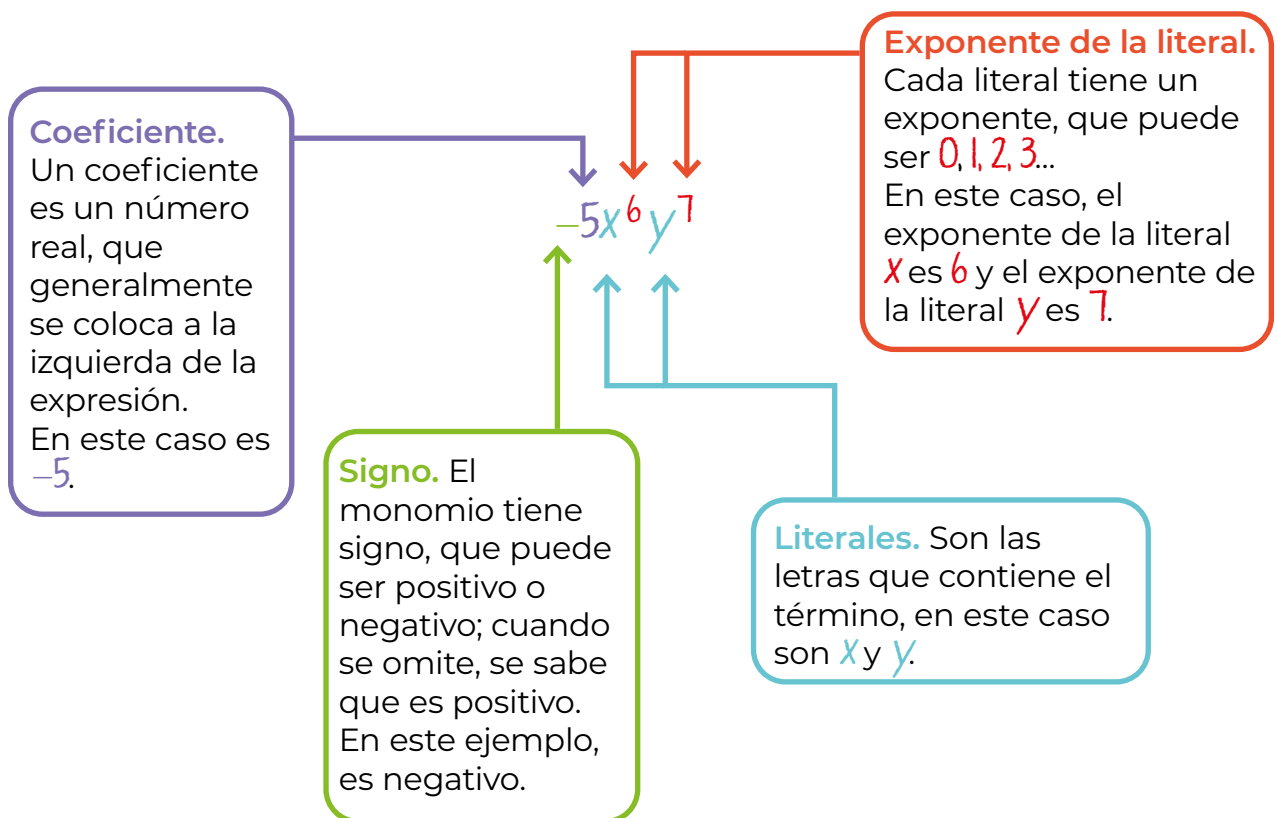 Coeficiente.
Un coeficiente
es un número
real, que
generalmente
se coloca a la
izquierda de la
expresión.
En este caso es
−5.
Exponente de la literal.
Cada literal tiene un
exponente, que puede
ser 0, 1, 2, 3...
En este caso, el
exponente de la literal
x es 6 y el exponente de
la literal y es 7.
−5x⁶y⁷
Signo. El
monomio tiene
signo, que puede
ser positivo o
negativo; cuando
se omite, se sabe
que es positivo.
En este ejemplo,
es negativo.
Literales. Son las
letras que contiene el
término, en este caso
son x y y.